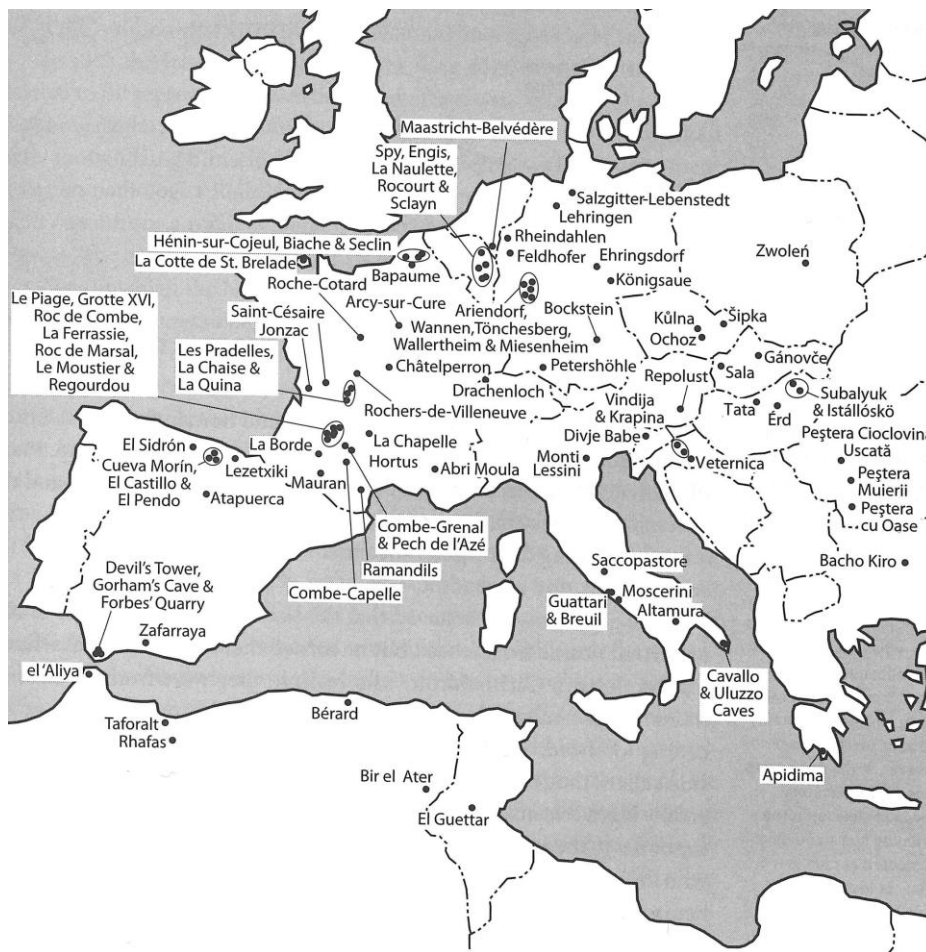 Maastricht-Belvédère
Spy, Engis,
La Naulette,
Rocourt &
Sclayn
Salzgitter-Lebenstedt
Lehringen
Hénin-sur-Cojeul, Biache & Seclin
Rheindahlen
Feldhofer
Ehringsdorf
Zwoleń
La Cotte de St. Brelade
Bapaume
Königsaue
Roche-Cotard
Le Piage, Grotte XVI,
Roc de Combe,
La Ferrassie,
Roc de Marsal,
Le Moustier &
Regourdou
Arcy-sur-Cure
Ariendorf,
Wannen, Tönchesberg,
Wallertheim & Miesenheim
Bockstein
Saint-Césaire
Jonzac
Kůlna
Ochoz
Šipka
Les Pradelles,
La Chaise &
La Quina
Châtelperron
Petershöhle
Gánovče
Sala
Drachenloch
Repolust
Rochers-de-Villeneuve
Vindija
& Krapina
Tata
Érd
Subalyuk
& Istállóskö
El Sidrón
La Borde
La Chapelle
Divje Babe
Peştera Cioclovina
Uscată
Cueva Morín,
El Castillo &
El Pendo
Lezetxiki
Hortus
Mauran
Abri Moula
Monti
Lessini
Veternica
Peştera
Muierii
Atapuerca
Peştera
cu Oase
Combe-Grenal
& Pech de l'Azé
Ramandils
Bacho Kiro
Devil's Tower,
Gorham's Cave &
Forbes' Quarry
Combe-Capelle
Saccopastore
Guattari
& Breuil
Moscerini
Altamura
Zafarraya
el 'Aliya
Cavallo
& Uluzzo
Caves
Bérard
Taforalt
Rhafas
Bir el Ater
Apidima
El Guettar